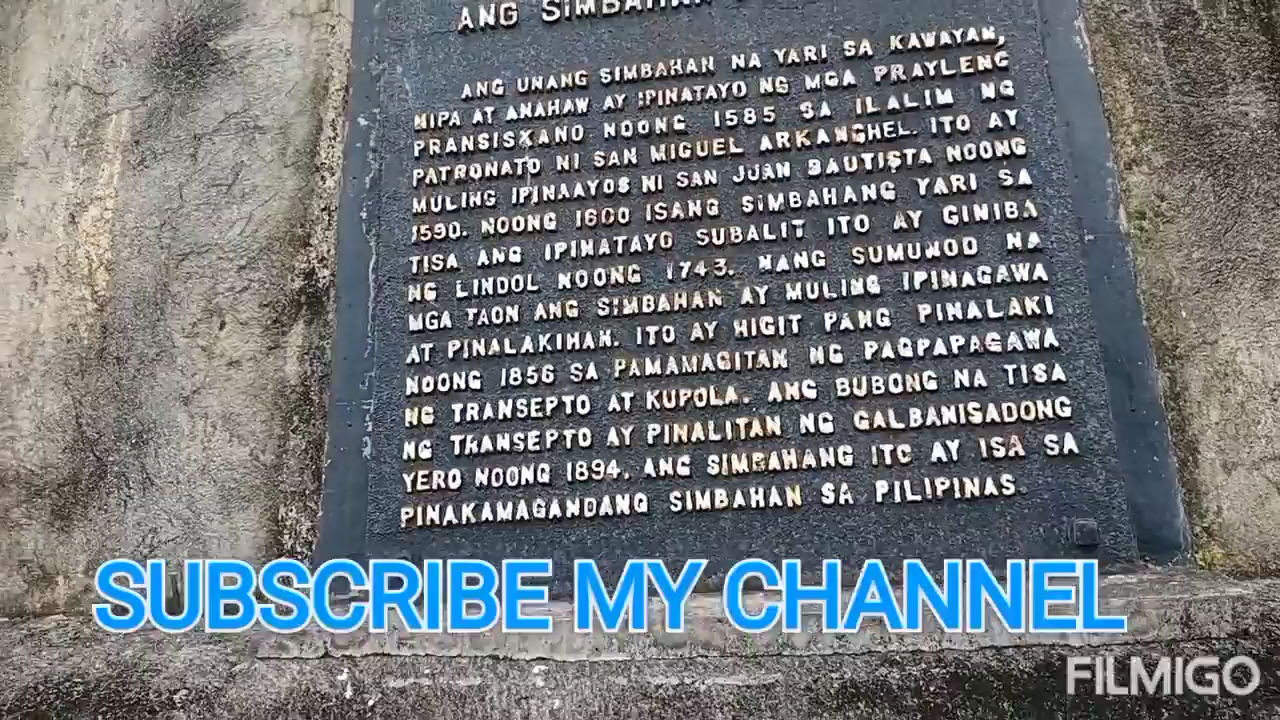 ANG SIMBAHAN
ANG UNANG SIMBAHAN NA YARI SA KAWAYAN,
NIPA AT ANAHAW AY IPINATAYO NG MGA PRAYLENG
PRANSISKANO NOONG 1585 SA ILALIM NG
PATRONATO NI SAN MIGUEL ARKANGHEL. ITO AY
MULING IPINAAYOS NI SAN JUAN BAUTISTA NOONG
1590. NOONG 1600 ISANG SIMBAHANG YARI SA
TISA ANG IPINATAYO SUBALIT ITO AY GINIBA
NG LINDOL NOONG 1743. NANG SUMUNOD NA
MGA TAON ANG SIMBAHAN AY MULING IPINAGAWA
AT PINALAKIHAN. ITO AY HIGIT PANG PINALAKI
NOONG 1856 SA PAMAMAGITAN NG PAGPAPAGAWA
NG TRANSEPTO AT KUPOLA. ANG BUBONG NA TISA
NG TRANSEPTO AY PINALITAN NG GALBANISADONG
YERO NOONG 1894. ANG SIMBAHANG ITO AY ISA SA
PINAKAMAGANDANG SIMBAHAN SA PILIPINAS.
SUBSCRIBE MY CHANNEL
FILMIGO